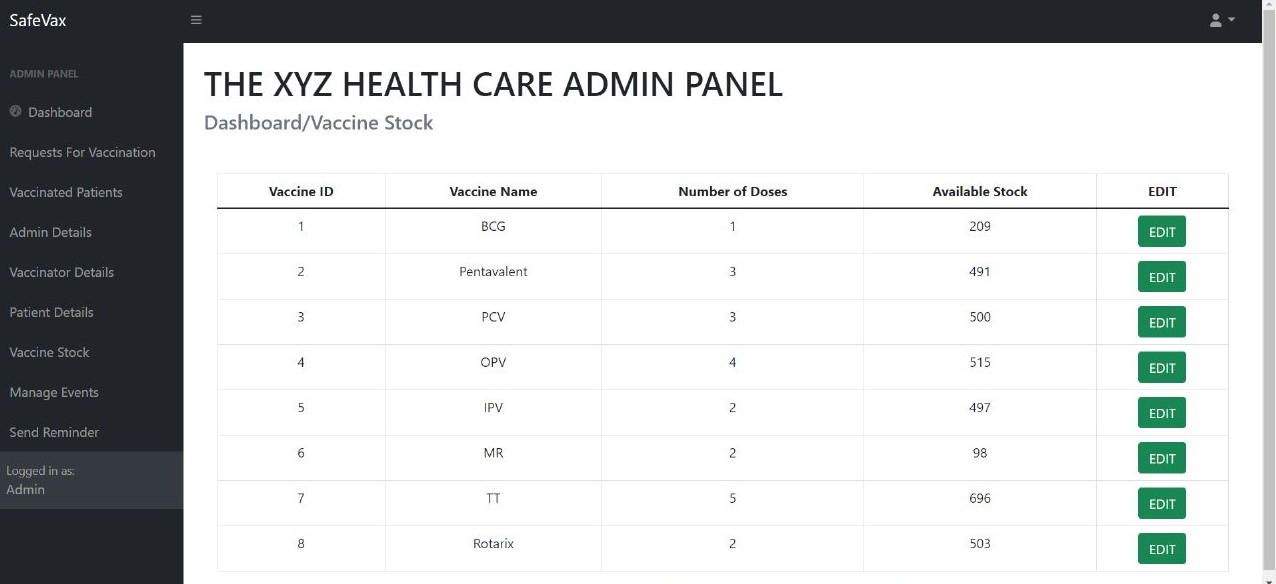 SafeVax
ADMIN PANEL
Dashboard
Requests For Vaccination
Vaccinated Patients
Admin Details
Vaccinator Details
Patient Details
Vaccine Stock
Manage Events
Send Reminder
Logged in as:
Admin
THE XYZ HEALTH CARE ADMIN PANEL
Dashboard/Vaccine Stock
Vaccine ID Vaccine Name Number of Doses Available Stock EDIT
1 BCG 1 209 EDIT
2 Pentavalent 3 491 EDIT
3 PCV 3 500 EDIT
4 OPV 4 515 EDIT
5 IPV 2 497 EDIT
6 MR 2 98 EDIT
7 TT 5 696 EDIT
8 Rotarix 2 503 EDIT